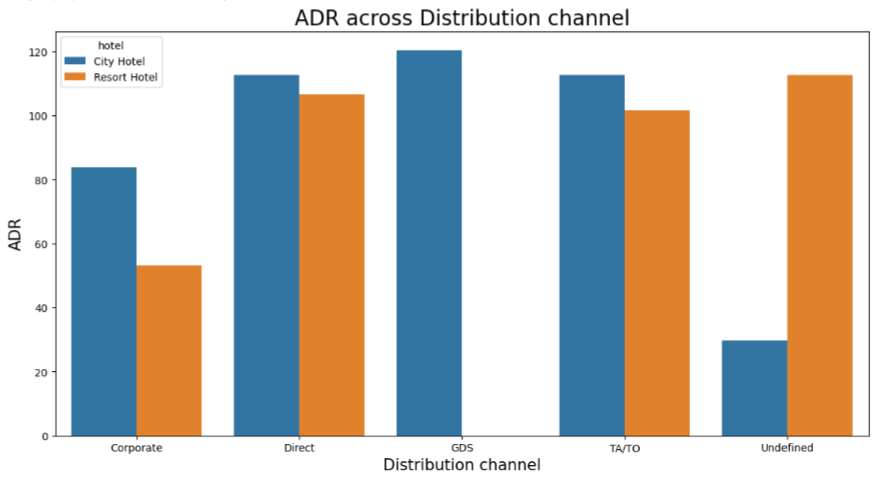 ADR across Distribution channel
hotel
City Hotel
Resort Hotel
120
100
80
60
40
20
0
ADR
Corporate
Direct
GDS
TA/TO
Undefined
Distribution channel